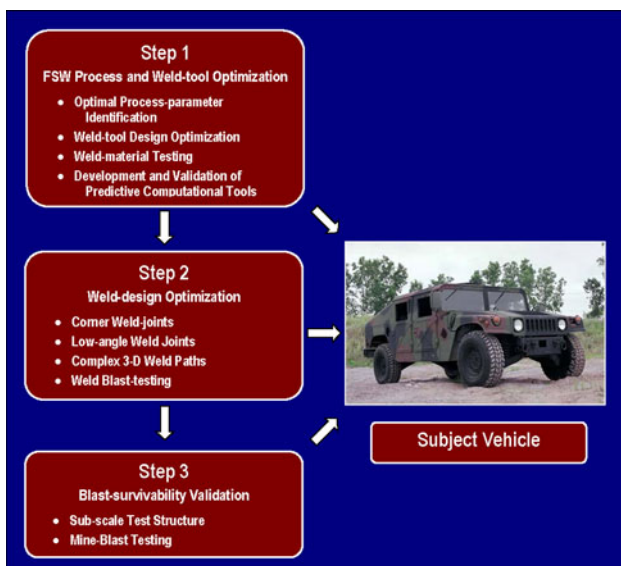 Step 1
FSW Process and Weld-tool Optimization
• Optimal Process-parameter
Identification
• Weld-tool Design Optimization
• Weld-material Testing
• Development and Validation of
Predictive Computational Tools
Step 2
Weld-design Optimization
• Corner Weld-joints
• Low-angle Weld Joints
• Complex 3-D Weld Paths
• Weld Blast-testing
Subject Vehicle
Step 3
Blast-survivability Validation
• Sub-scale Test Structure
• Mine-Blast Testing